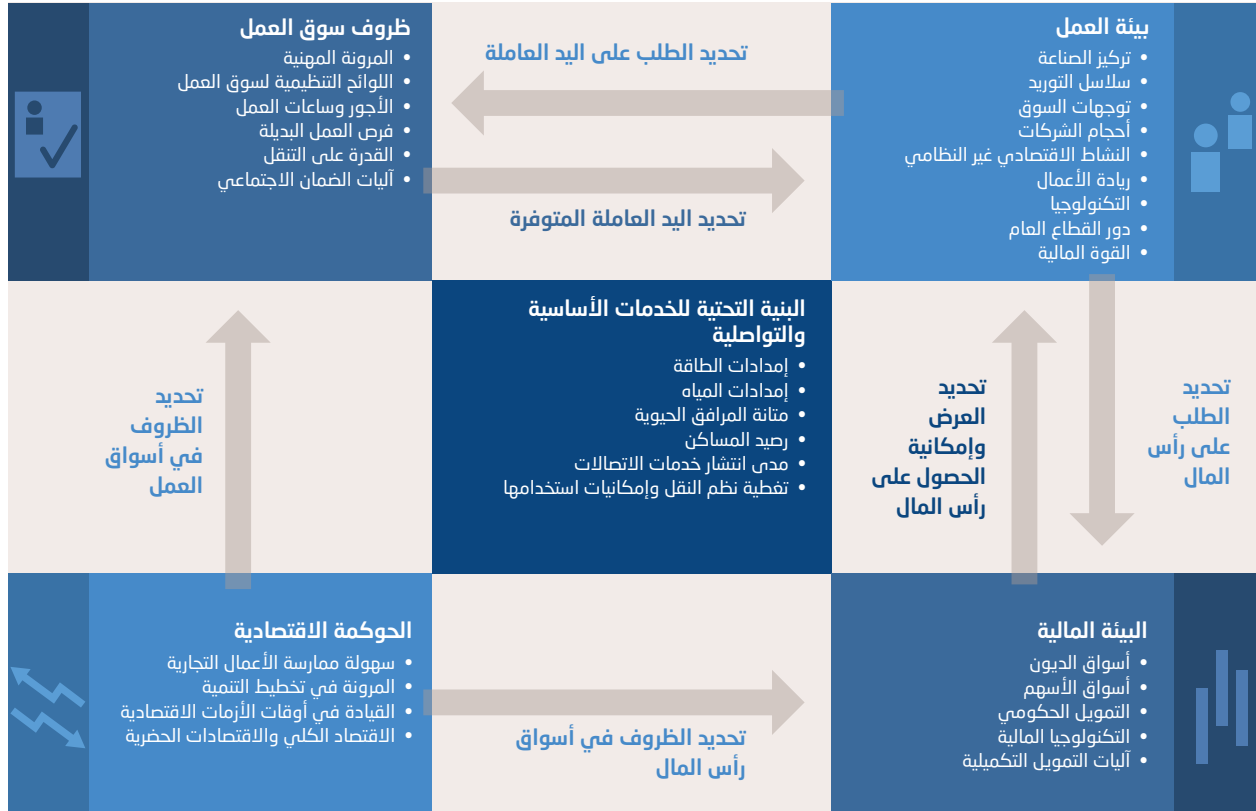 بيئة العمل
• تركيز الصناعة
• سلاسل التوريد
• توجهات السوق
• أحجام الشركات
• النشاط الاقتصادي غير النظامي
• ريادة الأعمال
• التكنولوجيا
• دور القطاع العام
• القوة المالية
تحديد الطلب على اليد العاملة
تحديد اليد العاملة المتوفرة
ظروف سوق العمل
• المرونة المهنية
• اللوائح التنظيمية لسوق العمل
• الأجور وساعات العمل
• فرص العمل البديلة
• القدرة على التنقل
• آليات الضمان الاجتماعي
تحديد
الطلب
على رأس
المال
تحديد
العرض
وإمكانية
الحصول على
رأس المال
البنية التحتية للخدمات الأساسية
والتواصلية
• إمدادات الطاقة
• إمدادات المياه
• متانة المرافق الحيوية
• رصيد المساكن
• مدى انتشار خدمات الاتصالات
• تغطية نظم النقل وإمكانيات استخدامها
تحديد
الظروف
في أسواق
العمل
البيئة المالية
• أسواق الديون
• أسواق الأسهم
• التمويل الحكومي
• التكنولوجيا المالية
• آليات التمويل التكميلية
تحديد الظروف في أسواق
رأس المال
الحوكمة الاقتصادية
• سهولة ممارسة الأعمال التجارية
• المرونة في تخطيط التنمية
• القيادة في أوقات الأزمات الاقتصادية
• الاقتصاد الكلي والاقتصادات الحضرية